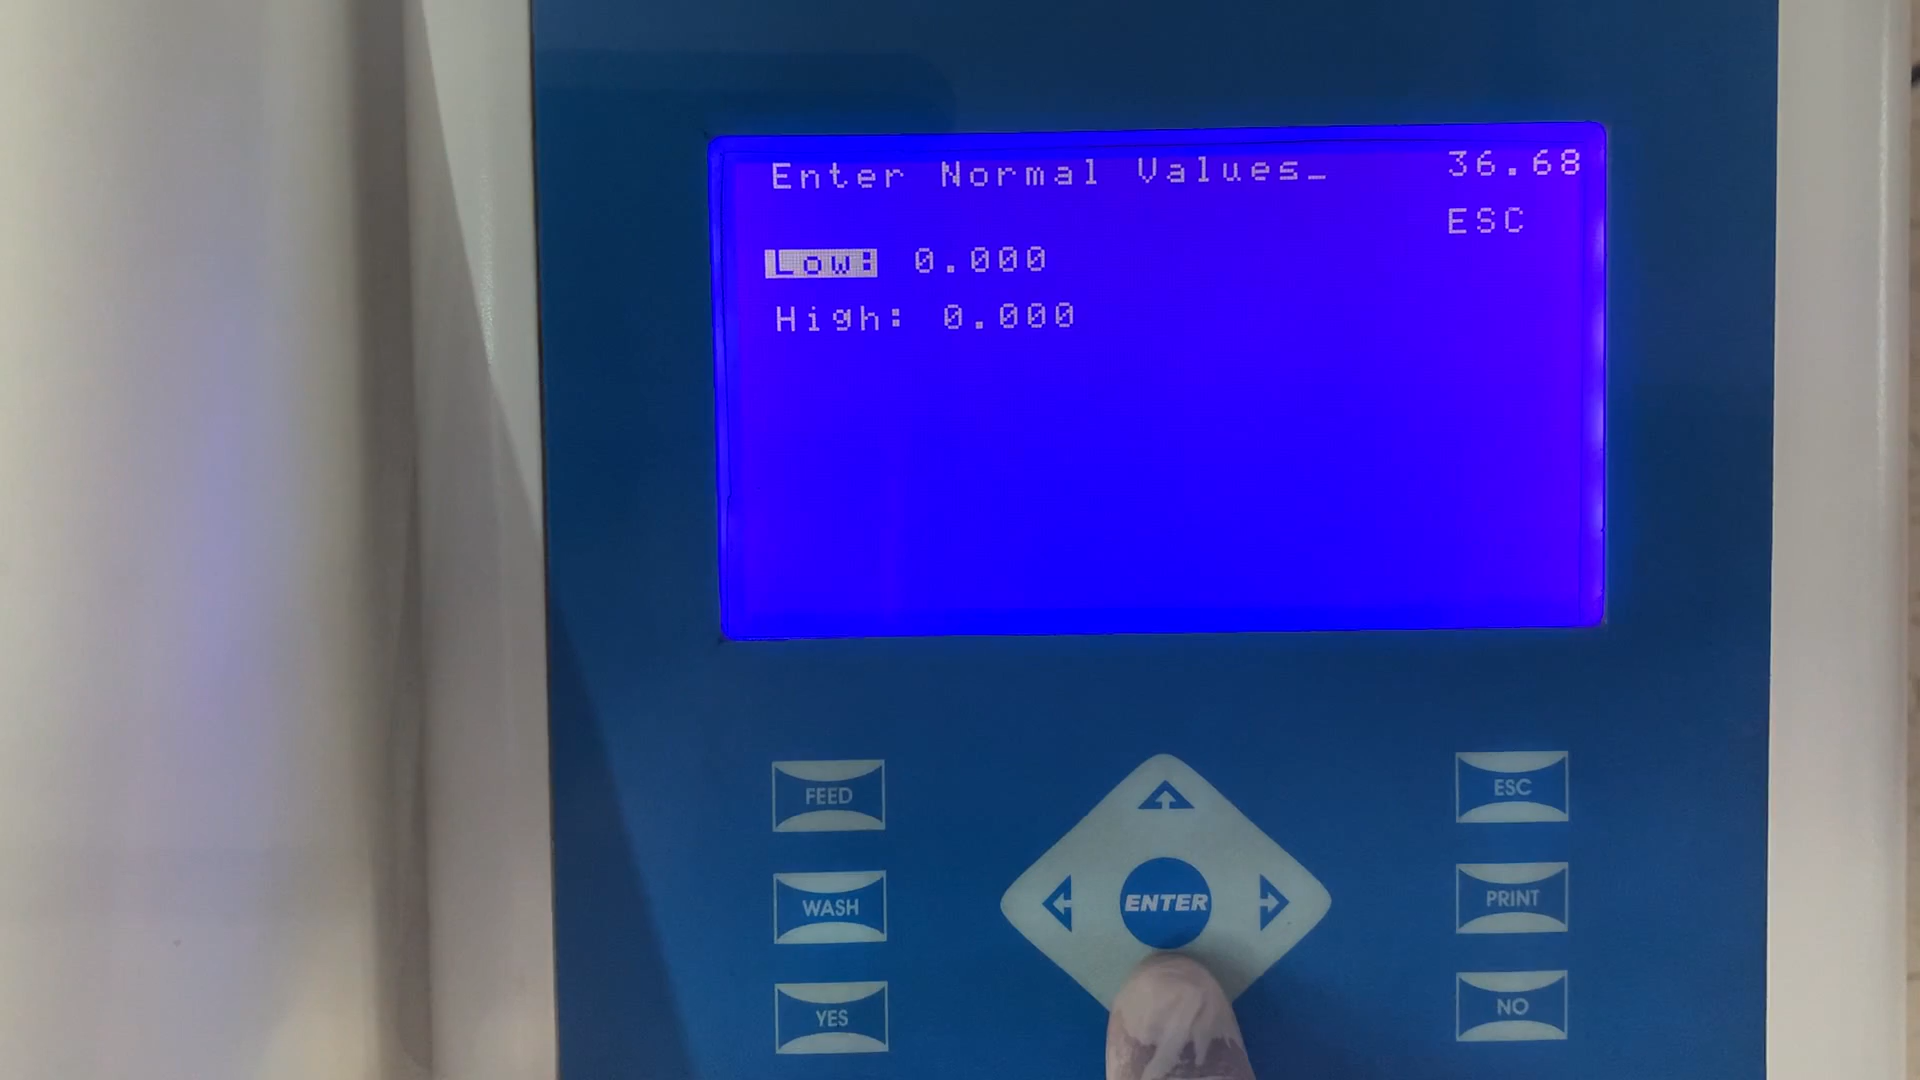 Enter Normal Values_ 36.68
ESC
Low: 0.000
High: 0.000
FEED
ESC
WASH
ENTER
PRINT
YES
NO